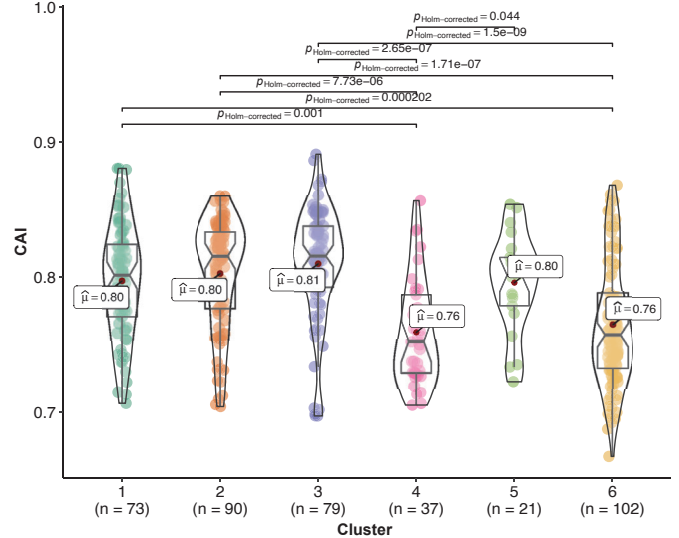 1.0
0.9
0.8
0.7
CAI
pHolm−corrected = 0.044
pHolm−corrected = 1.5e−09
pHolm−corrected = 2.65e−07
pHolm−corrected = 1.71e−07
pHolm−corrected = 7.73e−06
pHolm−corrected = 0.000202
pHolm−corrected = 0.001
μ̂ = 0.80
μ̂ = 0.80
μ̂ = 0.81
μ̂ = 0.76
μ̂ = 0.80
μ̂ = 0.76
1 2 3 4 5 6
(n = 73) (n = 90) (n = 79) (n = 37) (n = 21) (n = 102)
Cluster